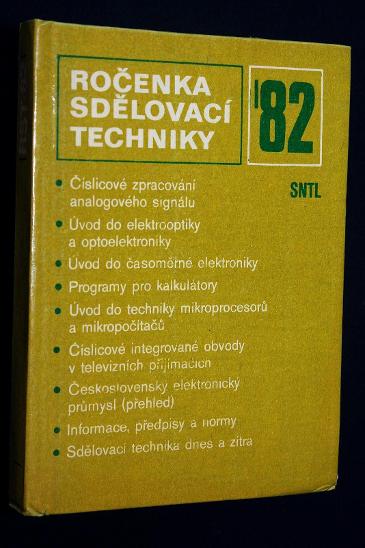 ROČENKA
SDĚLOVACÍ
TECHNIKY
'82
SNTL
• Číslicové zpracování
analogového signálu
• Úvod do elektrooptiky
a optoelektroniky
• Úvod do časoměrné elektroniky
• Programy pro kalkulátory
• Úvod do techniky mikroprocesorů
a mikropočítačů
• Číslicové integrované obvody
v televizních přijímačích
• Československý elektronický
průmysl (přehled)
• Informace, předpisy a normy
• Sdělovací technika dnes a zítra